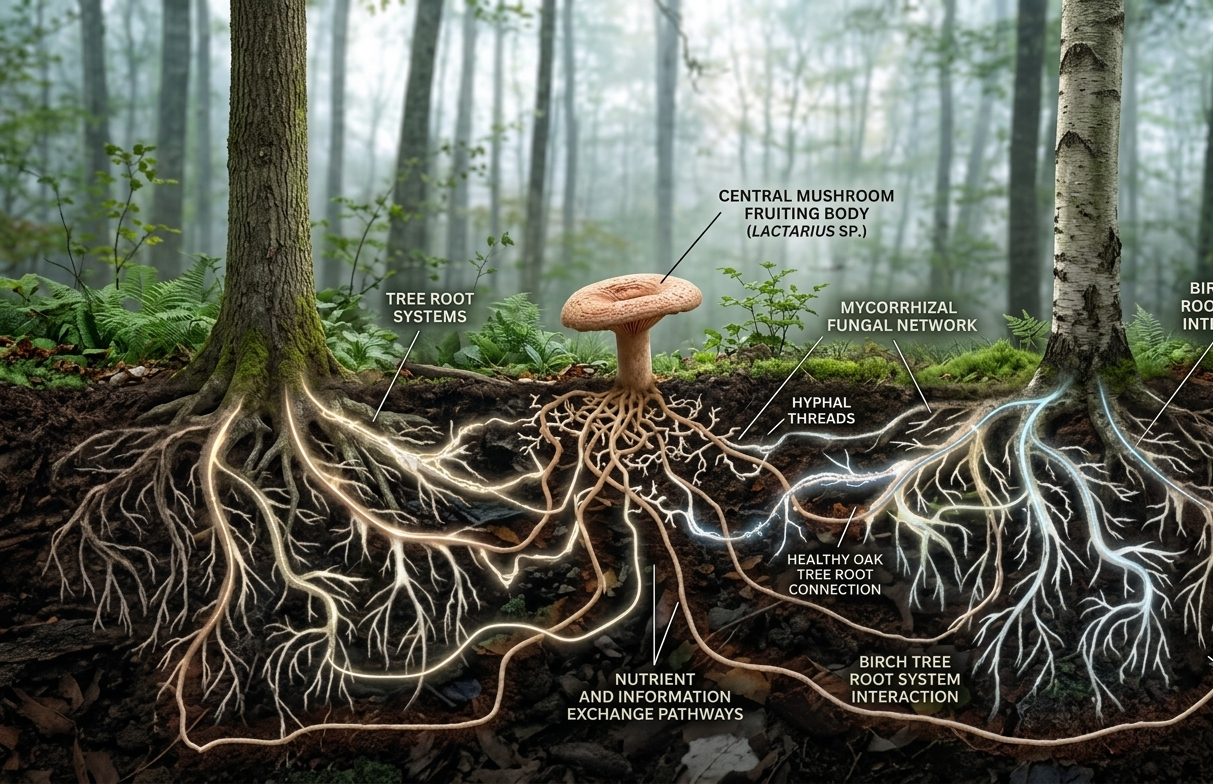 CENTRAL MUSHROOM
FRUITING BODY
(LACTARIUS SP.)
TREE ROOT
SYSTEMS
MYCORRHIZAL
FUNGAL NETWORK
HYPHAL
THREADS
HEALTHY OAK
TREE ROOT
CONNECTION
BIRCH TREE
ROOT SYSTEM
INTERACTION
NUTRIENT
AND INFORMATION
EXCHANGE PATHWAYS